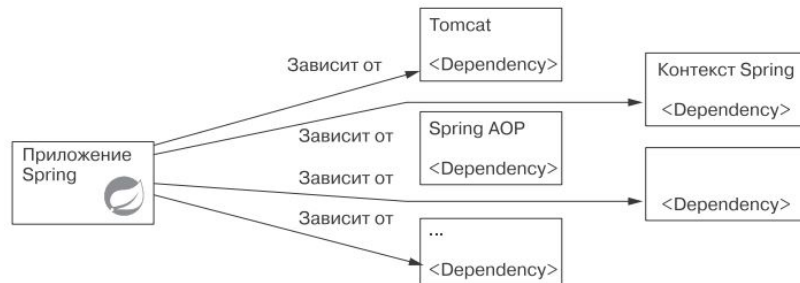 Tomcat
<Dependency>
Зависит от
Контекст Spring
<Dependency>
Зависит от
Spring AOP
<Dependency>
Приложение
Spring
Зависит от
<Dependency>
Зависит от
...
<Dependency>